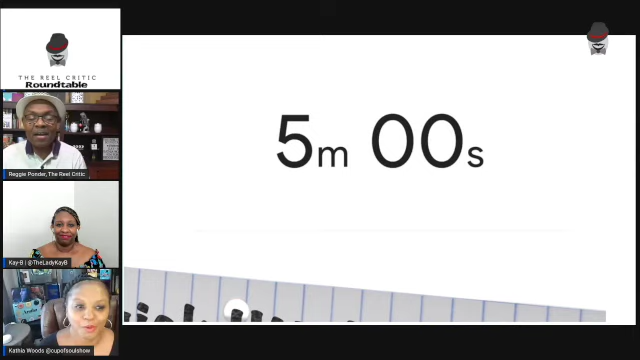 THE REEL CRITIC
Roundtable
Reggie Ponder, The Reel Critic
Kay-B | @TheLadyKayB
Kathia Woods @cupofsoulshow
5m 00s